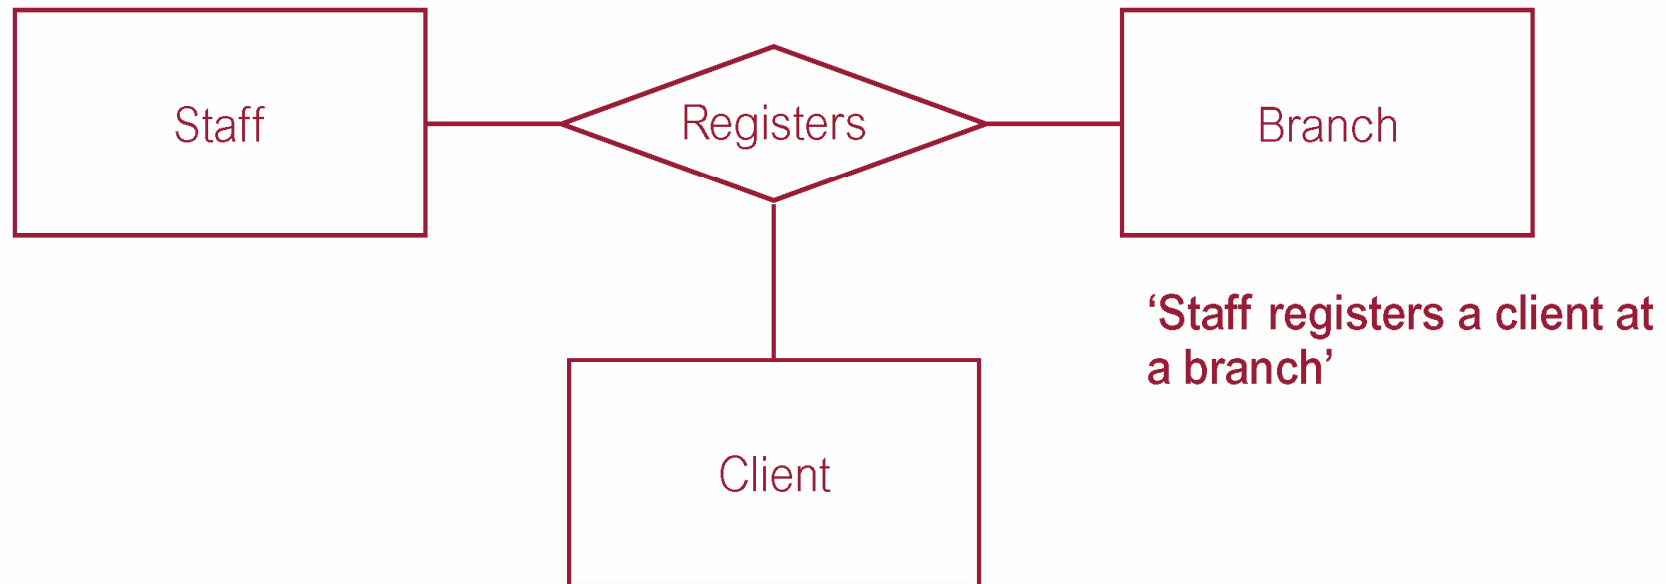 Staff
Registers
Branch
‘Staff registers a client at
a branch’
Client